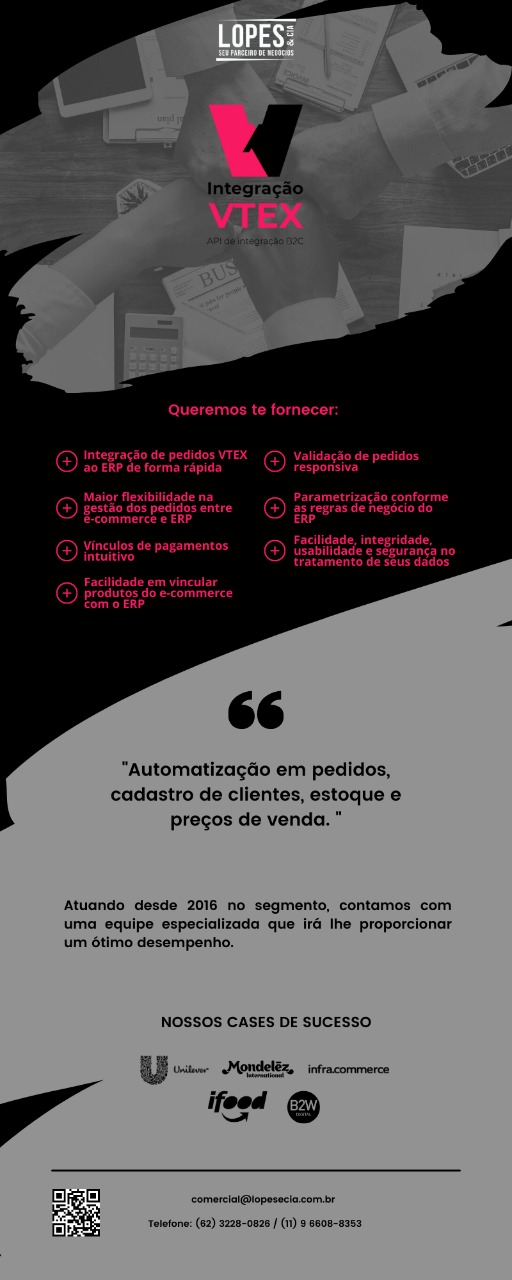 LOPES & CIA
SEU PARCEIRO DE NEGÓCIOS
Integração
VTEX
API de integração B2C
BUS
Queremos te fornecer:
Integração de pedidos VTEX
ao ERP de forma rápida
Maior flexibilidade na
gestão dos pedidos entre
e-commerce e ERP
Vínculos de pagamentos
intuitivo
Facilidade em vincular
produtos do e-commerce
com o ERP
Validação de pedidos
responsiva
Parametrização conforme
as regras de negócio do
ERP
Facilidade, integridade,
usabilidade e segurança no
tratamento de seus dados
"Automatização em pedidos,
cadastro de clientes, estoque e
preços de venda. "
Atuando desde 2016 no segmento, contamos com
uma equipe especializada que irá lhe proporcionar
um ótimo desempenho.
NOSSOS CASES DE SUCESSO
Unilever
Mondelēz
International
infra.commerce
ifood
B2W
DIGITAL
comercial@lopesecia.com.br
Telefone: (62) 3228-0826 / (11) 9 6608-8353